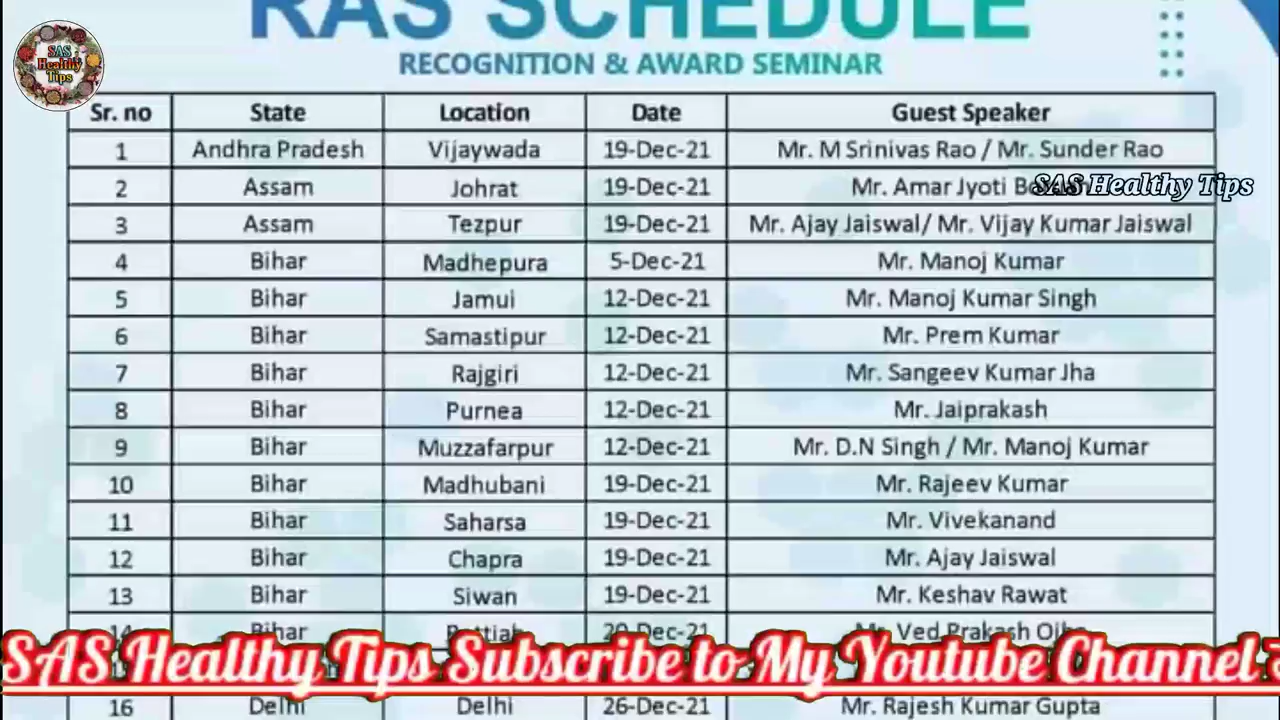 RAS SCHEDULE
RECOGNITION & AWARD SEMINAR
SAS
Healthy
Tips
Sr. no State Location Date Guest Speaker
1 Andhra Pradesh Vijaywada 19-Dec-21 Mr. M Srinivas Rao / Mr. Sunder Rao
2 Assam Johrat 19-Dec-21 Mr. Amar Jyoti
SAS Healthy Tips
3 Assam Tezpur 19-Dec-21 Mr. Ajay Jaiswal/ Mr. Vijay Kumar Jaiswal
4 Bihar Madhepura 5-Dec-21 Mr. Manoj Kumar
5 Bihar Jamui 12-Dec-21 Mr. Manoj Kumar Singh
6 Bihar Samastipur 12-Dec-21 Mr. Prem Kumar
7 Bihar Rajgiri 12-Dec-21 Mr. Sangeev Kumar Jha
8 Bihar Purnea 12-Dec-21 Mr. Jaiprakash
9 Bihar Muzzafarpur 12-Dec-21 Mr. D.N Singh / Mr. Manoj Kumar
10 Bihar Madhubani 19-Dec-21 Mr. Rajeev Kumar
11 Bihar Saharsa 19-Dec-21 Mr. Vivekanand
12 Bihar Chapra 19-Dec-21 Mr. Ajay Jaiswal
13 Bihar Siwan 19-Dec-21 Mr. Keshav Rawat
14 Bihar Bettiah 20-Dec-21 Mr. Ved Prakash Ojha
SAS Healthy Tips Subscribe to My Youtube Channel
16 Delhi Delhi 26-Dec-21 Mr. Rajesh Kumar Gupta